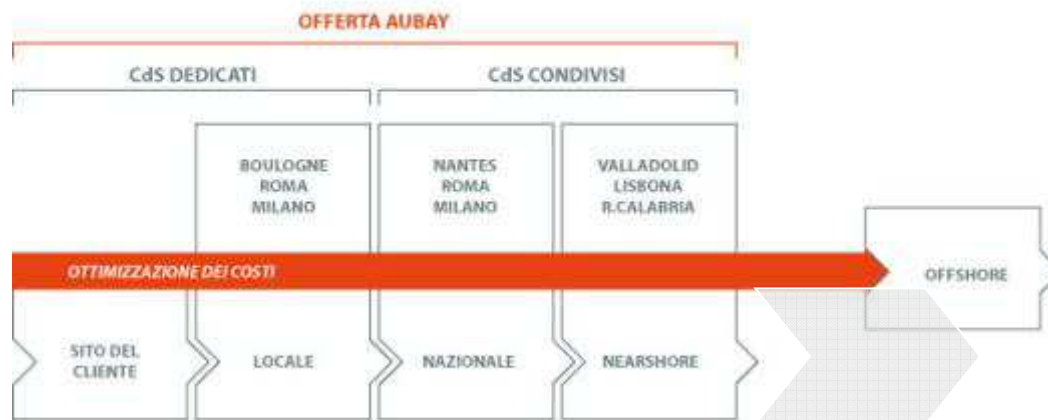 OFFERTA AUBAY
CdS DEDICATI
CdS CONDIVISI
BOULOGNE
ROMA
MILANO
NANTES
ROMA
MILANO
VALLADOLID
LISBONA
R.CALABRIA
OTTIMIZZAZIONE DEI COSTI
OFFSHORE
SITO DEL
CLIENTE
LOCALE
NAZIONALE
NEARSHORE